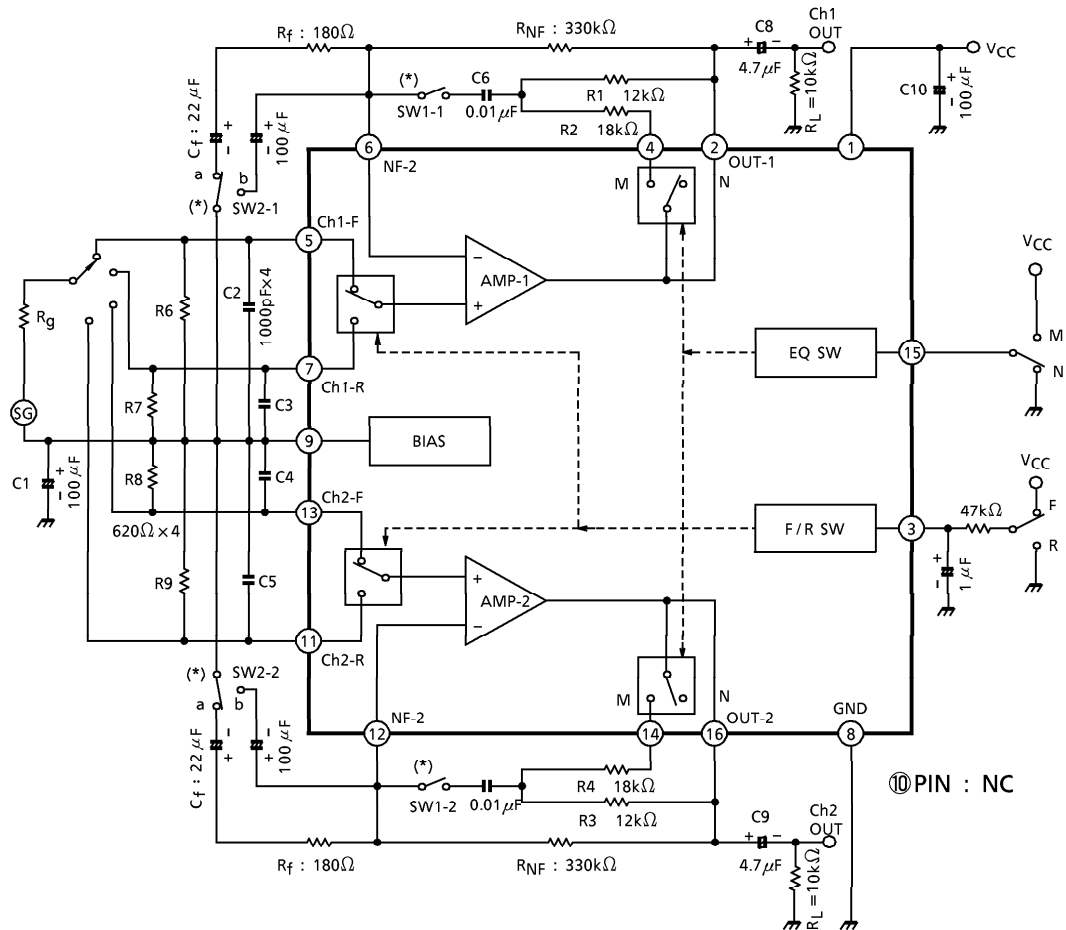 Rf : 180Ω
RNF : 330kΩ
C8
Ch1
OUT
+ −
4.7μF
RL = 10kΩ
VCC
C10
+
−
100μF
(*)
SW1-1
C6
0.01μF
R1 12kΩ
R2 18kΩ
Cf : 22μF
+
−
+
−
100μF
a
b
(*)
SW2-1
6
NF-2
4
2
OUT-1
1
M
N
Ch1-F
5
−
AMP-1
+
Rg
R6
C2
1000pF×4
7
Ch1-R
R7
C3
SG
EQ SW
15
VCC
M
N
9
BIAS
C1
+
−
100μF
R8
C4
Ch2-F
13
620Ω×4
F/R SW
3
47kΩ
VCC
F
R
+
−
1μF
R9
C5
+
AMP-2
−
11
Ch2-R
(*)
SW2-2
a
b
M
N
NF-2
12
14
OUT-2
16
GND
8
Cf : 22μF
−
+
−
+
100μF
(*)
SW1-2
0.01μF
R4 18kΩ
R3 12kΩ
⑩PIN : NC
Rf : 180Ω
RNF : 330kΩ
C9
+ −
4.7μF
Ch2
OUT
RL = 10kΩ